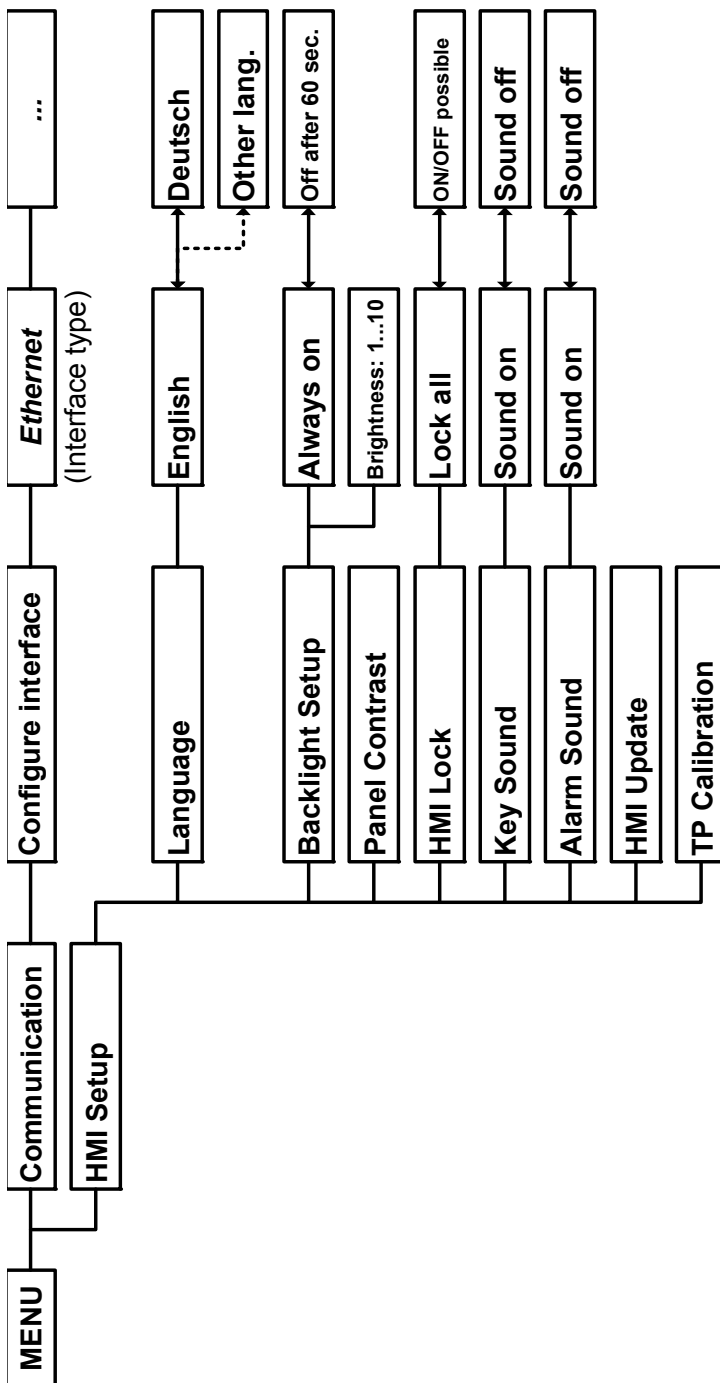 MENU
Communication
Configure interface
Ethernet
...
(Interface type)
HMI Setup
Language
English
Deutsch
Other lang.
Backlight Setup
Always on
Off after 60 sec.
Brightness: 1...10
Panel Contrast
HMI Lock
Lock all
ON/OFF possible
Key Sound
Sound on
Sound off
Alarm Sound
Sound on
Sound off
HMI Update
TP Calibration